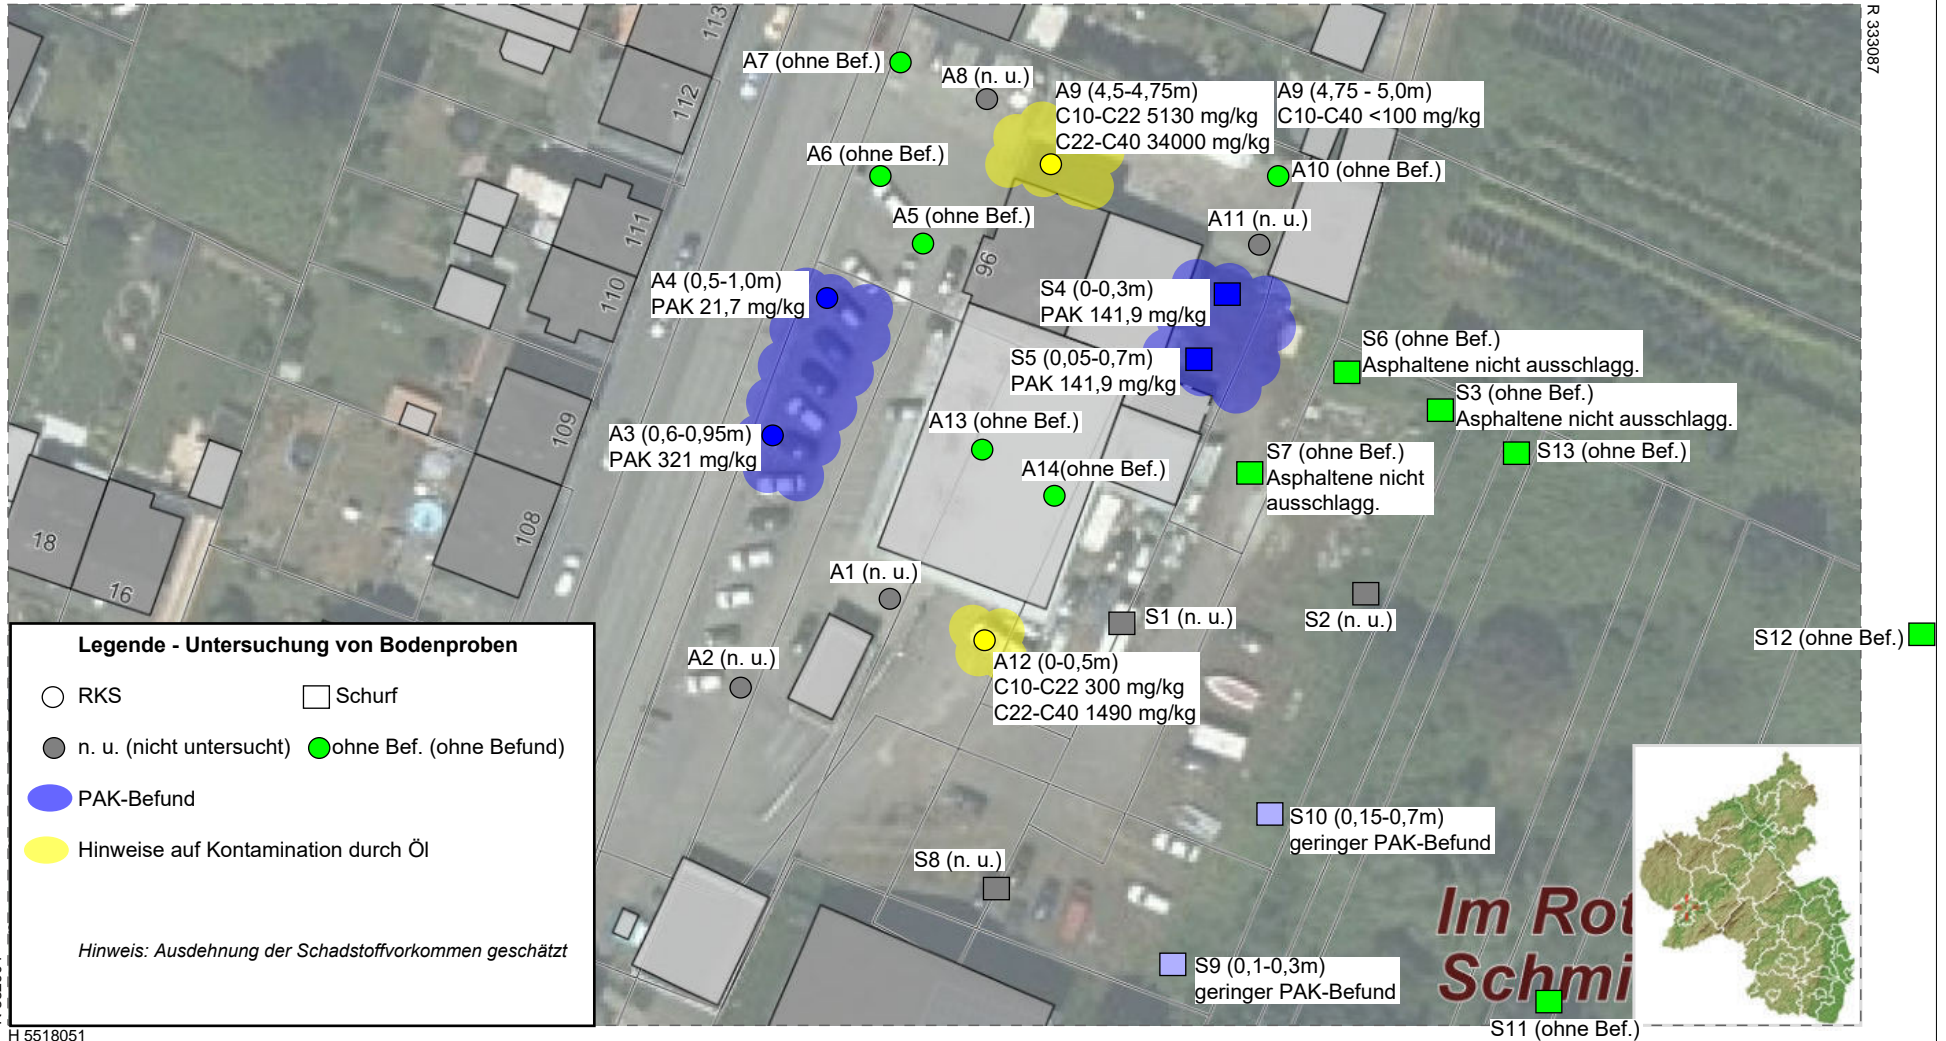 R 333087
113
A7 (ohne Bef.)
A8 (n. u.)
112
A9 (4,5-4,75m)
C10-C22 5130 mg/kg
C22-C40 34000 mg/kg
A9 (4,75 - 5,0m)
C10-C40 <100 mg/kg
A6 (ohne Bef.)
A10 (ohne Bef.)
A5 (ohne Bef.)
A11 (n. u.)
111
96
110
A4 (0,5-1,0m)
PAK 21,7 mg/kg
S4 (0-0,3m)
PAK 141,9 mg/kg
S5 (0,05-0,7m)
PAK 141,9 mg/kg
S6 (ohne Bef.)
Asphaltene nicht ausschlagg.
S3 (ohne Bef.)
Asphaltene nicht ausschlagg.
109
A3 (0,6-0,95m)
PAK 321 mg/kg
A13 (ohne Bef.)
A14(ohne Bef.)
S7 (ohne Bef.)
Asphaltene nicht
ausschlagg.
S13 (ohne Bef.)
108
18
16
A1 (n. u.)
S1 (n. u.)
S2 (n. u.)
S12 (ohne Bef.)
A2 (n. u.)
A12 (0-0,5m)
C10-C22 300 mg/kg
C22-C40 1490 mg/kg
Legende - Untersuchung von Bodenproben
RKS
Schurf
n. u. (nicht untersucht)
ohne Bef. (ohne Befund)
PAK-Befund
Hinweise auf Kontamination durch Öl
Hinweis: Ausdehnung der Schadstoffvorkommen geschätzt
S10 (0,15-0,7m)
geringer PAK-Befund
S8 (n. u.)
S9 (0,1-0,3m)
geringer PAK-Befund
Im Rot
Schmi
S11 (ohne Bef.)
H 5518051